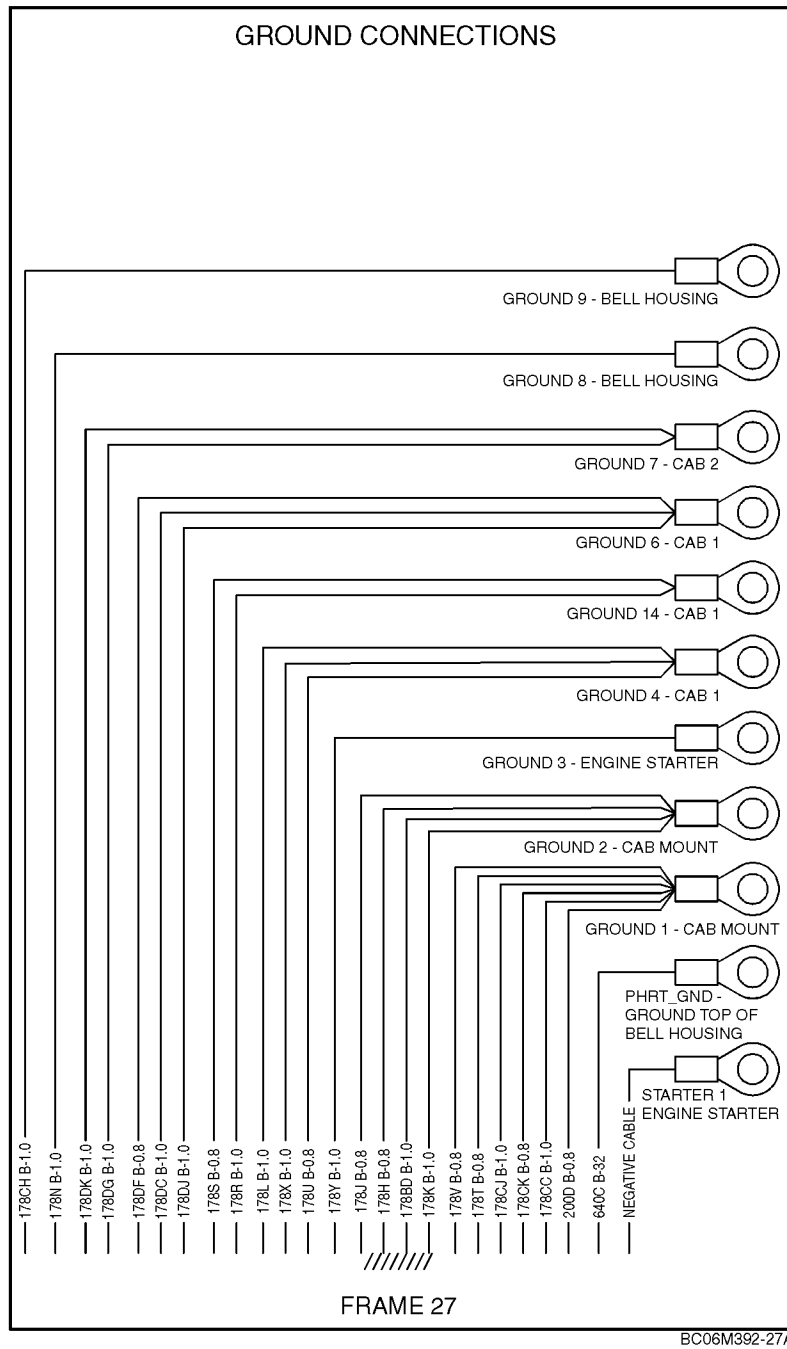 GROUND CONNECTIONS
GROUND 9 - BELL HOUSING
GROUND 8 - BELL HOUSING
GROUND 7 - CAB 2
GROUND 6 - CAB 1
GROUND 14 - CAB 1
GROUND 4 - CAB 1
GROUND 3 - ENGINE STARTER
GROUND 2 - CAB MOUNT
GROUND 1 - CAB MOUNT
PHRT_GND -
GROUND TOP OF
BELL HOUSING
STARTER 1
ENGINE STARTER
178CH B-1.0
178N B-1.0
178DK B-1.0
178DG B-1.0
178DF B-0.8
178DC B-1.0
178DJ B-1.0
178S B-0.8
178R B-1.0
178L B-1.0
178X B-1.0
178U B-0.8
178Y B-1.0
178J B-0.8
178H B-0.8
178BD B-1.0
178K B-1.0
178V B-0.8
178T B-0.8
178CJ B-1.0
178CK B-0.8
178CC B-1.0
200D B-0.8
640C B-32
NEGATIVE CABLE
FRAME 27
BC06M392-27A